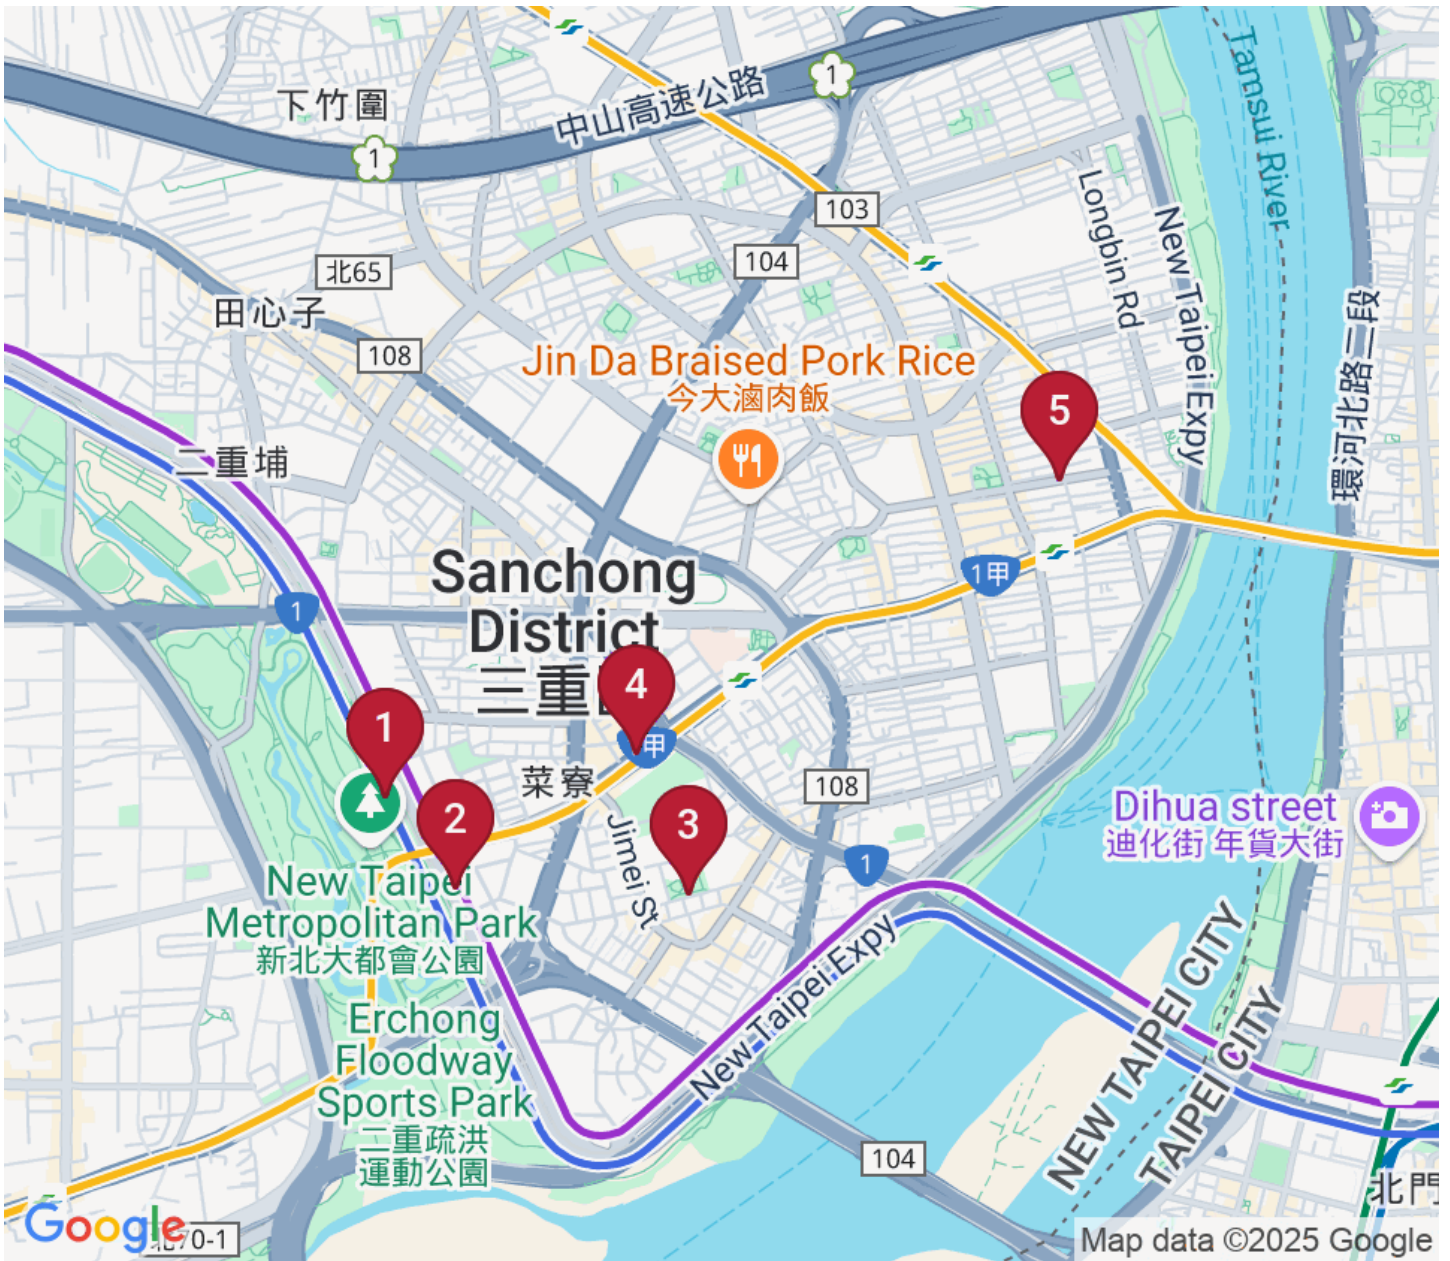 Tamsui River
下竹圍
中山高速公路
1
1
103
104
北65
Longbin Rd
New Taipei Expy
田心子
108
Jin Da Braised Pork Rice
今大滷肉飯
環河北路二段
5
二重埔
Sanchong
District
三重
1
1甲
4
甲
1
菜寮
2
3
Jimei St
108
Dihua street
迪化街 年貨大街
1
New Taipei
Metropolitan Park
新北大都會公園
New Taipei Expy
NEW TAIPEI CITY
TAIPEI CITY
Erchong
Floodway
Sports Park
二重疏洪
運動公園
104
北門
Google
70-1
Map data ©2025 Google